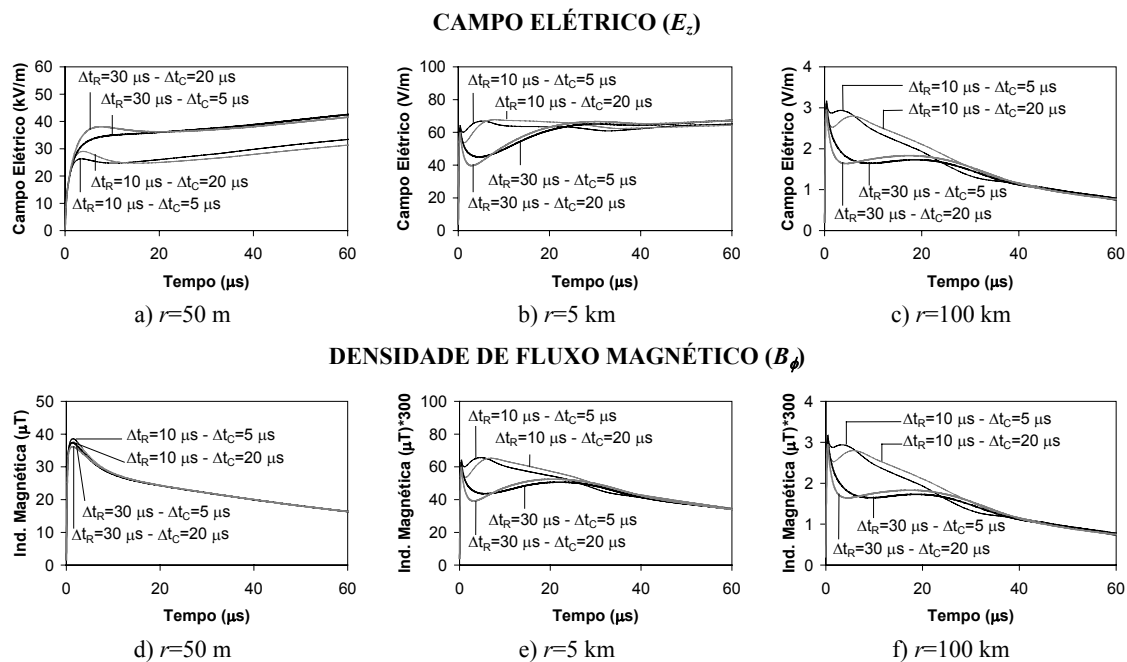 CAMPO ELÉTRICO (Ez)
Campo Elétrico (kV/m)
60
50
40
30
20
10
0
ΔtR=30 μs - ΔtC=20 μs
ΔtR=30 μs - ΔtC=5 μs
ΔtR=10 μs - ΔtC=20 μs
ΔtR=10 μs - ΔtC=5 μs
0 20 40 60
Tempo (μs)
a) r=50 m
Campo Elétrico (V/m)
100
80
60
40
20
0
ΔtR=10 μs - ΔtC=5 μs
ΔtR=10 μs - ΔtC=20 μs
ΔtR=30 μs - ΔtC=5 μs
ΔtR=30 μs - ΔtC=20 μs
0 20 40 60
Tempo (μs)
b) r=5 km
Campo Elétrico (V/m)
4
3
2
1
0
ΔtR=10 μs - ΔtC=5 μs
ΔtR=10 μs - ΔtC=20 μs
ΔtR=30 μs - ΔtC=5 μs
ΔtR=30 μs - ΔtC=20 μs
0 20 40 60
Tempo (μs)
c) r=100 km
DENSIDADE DE FLUXO MAGNÉTICO (Bϕ)
Ind. Magnética (μT)
50
40
30
20
10
0
ΔtR=10 μs - ΔtC=5 μs
ΔtR=10 μs - ΔtC=20 μs
ΔtR=30 μs - ΔtC=5 μs
ΔtR=30 μs - ΔtC=20 μs
0 20 40 60
Tempo (μs)
d) r=50 m
Ind. Magnética (μT)*300
100
80
60
40
20
0
ΔtR=10 μs - ΔtC=5 μs
ΔtR=10 μs - ΔtC=20 μs
ΔtR=30 μs - ΔtC=5 μs
ΔtR=30 μs - ΔtC=20 μs
0 20 40 60
Tempo (μs)
e) r=5 km
Ind. Magnética (μT)*300
4
3
2
1
0
ΔtR=10 μs - ΔtC=5 μs
ΔtR=10 μs - ΔtC=20 μs
ΔtR=30 μs - ΔtC=5 μs
ΔtR=30 μs - ΔtC=20 μs
0 20 40 60
Tempo (μs)
f) r=100 km